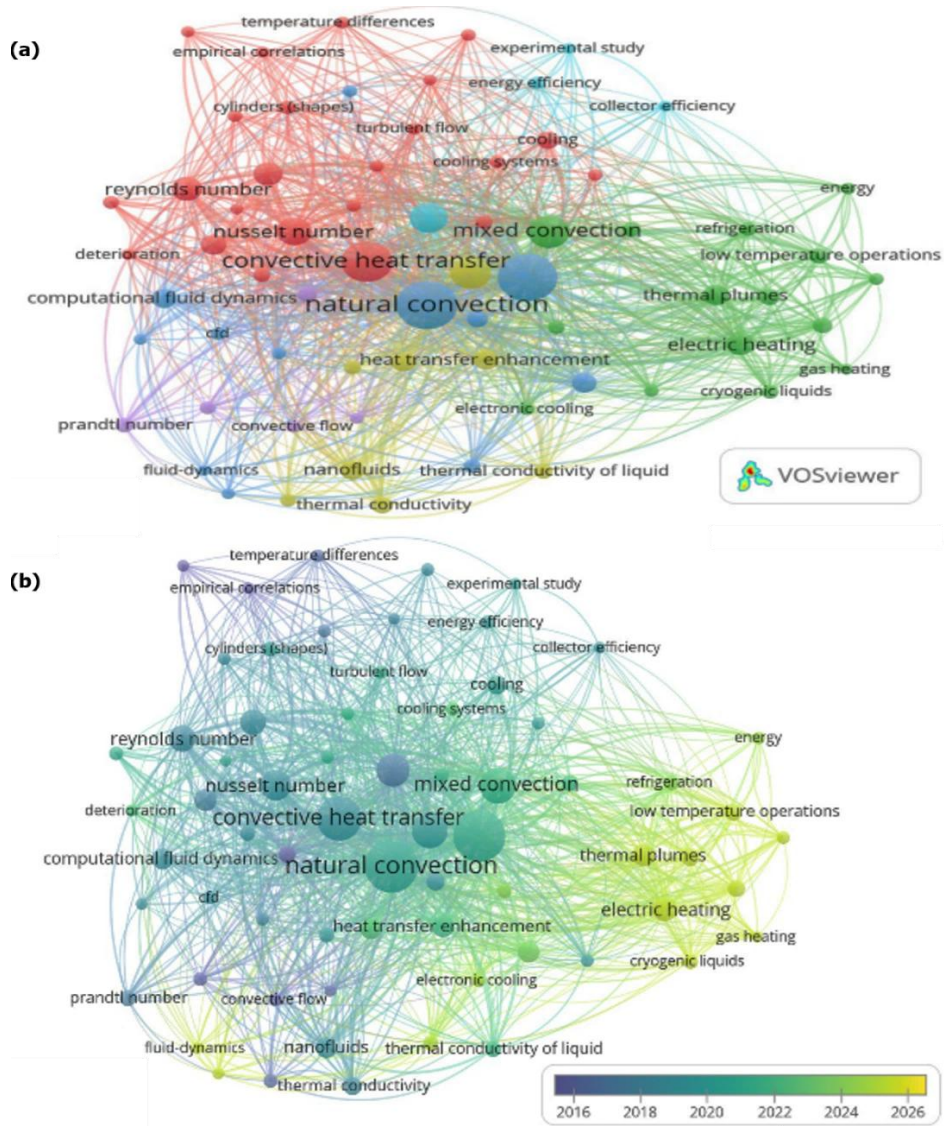 (a)
temperature differences
empirical correlations
experimental study
energy efficiency
cylinders (shapes)
collector efficiency
turbulent flow
cooling
cooling systems
reynolds number
energy
nusselt number
mixed convection
refrigeration
deterioration
convective heat transfer
low temperature operations
computational fluid dynamics
natural convection
thermal plumes
cfd
heat transfer enhancement
electric heating
gas heating
cryogenic liquids
electronic cooling
prandtl number
convective flow
fluid-dynamics
nanofluids
thermal conductivity of liquid
thermal conductivity
VOSviewer
(b)
temperature differences
empirical correlations
experimental study
energy efficiency
cylinders (shapes)
collector efficiency
turbulent flow
cooling
cooling systems
reynolds number
energy
nusselt number
mixed convection
refrigeration
deterioration
convective heat transfer
low temperature operations
computational fluid dynamics
natural convection
thermal plumes
cfd
heat transfer enhancement
electric heating
gas heating
cryogenic liquids
electronic cooling
prandtl number
convective flow
fluid-dynamics
nanofluids
thermal conductivity of liquid
thermal conductivity
2016 2018 2020 2022 2024 2026